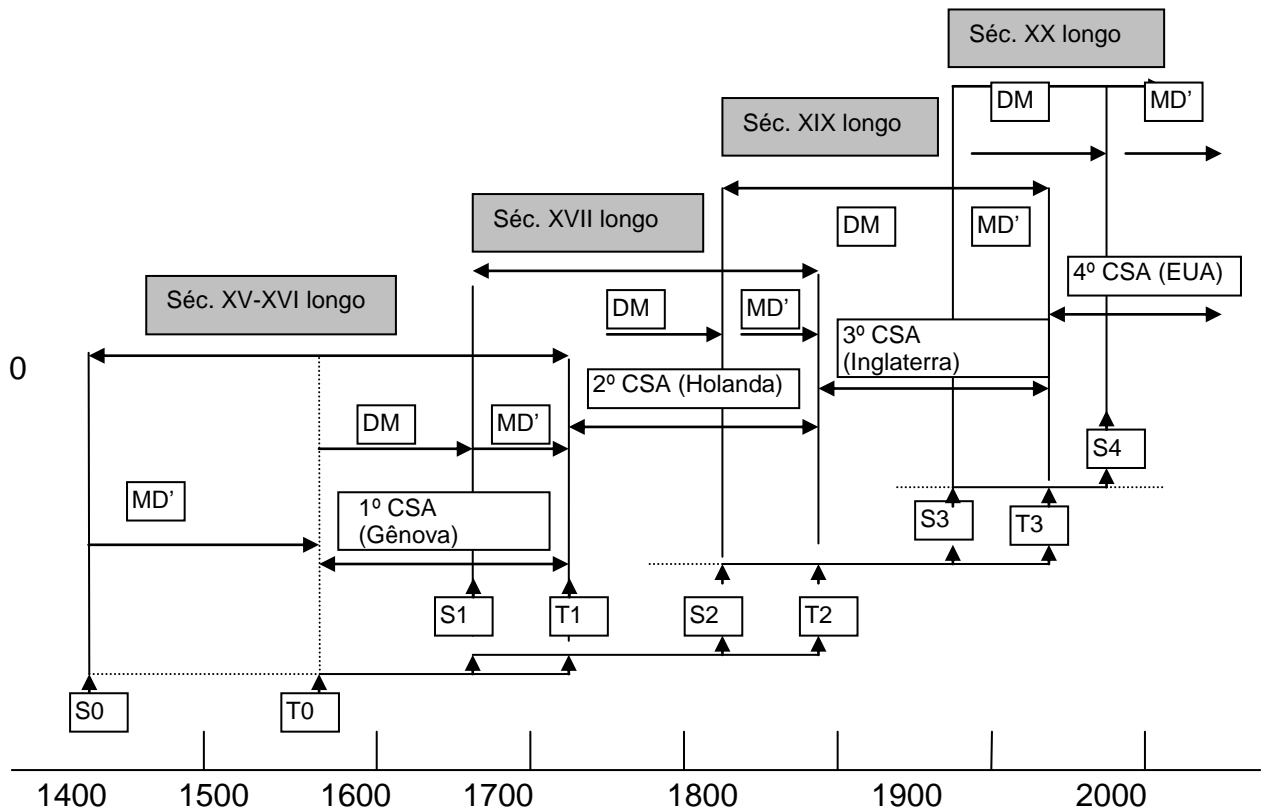 Séc. XX longo
DM
MD’
Séc. XIX longo
Séc. XVII longo
DM
MD’
4º CSA (EUA)
Séc. XV-XVI longo
DM
MD’
3º CSA
(Inglaterra)
0
2º CSA (Holanda)
DM
MD’
S4
MD’
1º CSA
(Gênova)
S3
T3
S1
T1
S2
T2
S0
T0
1400 1500 1600 1700 1800 1900 2000